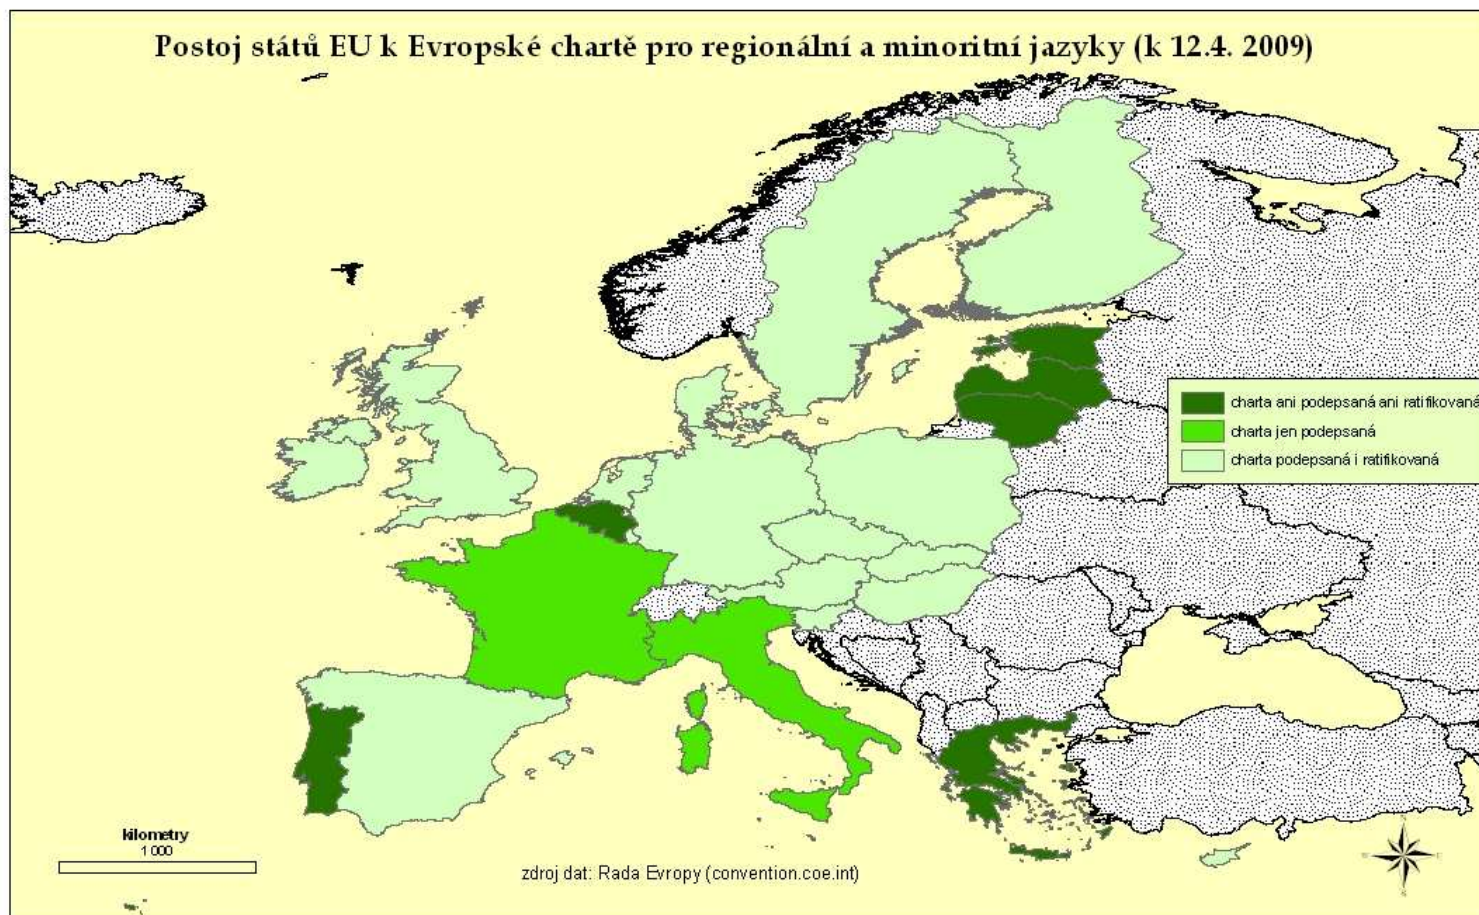 Postoj států EU k Evropské chartě pro regionální a minoritní jazyky (k 12.4. 2009)
charta ani podepsaná ani ratifikovaná
charta jen podepsaná
charta podepsaná i ratifikovaná
kilometry
1 000
zdroj dat: Rada Evropy (convention.coe.int)